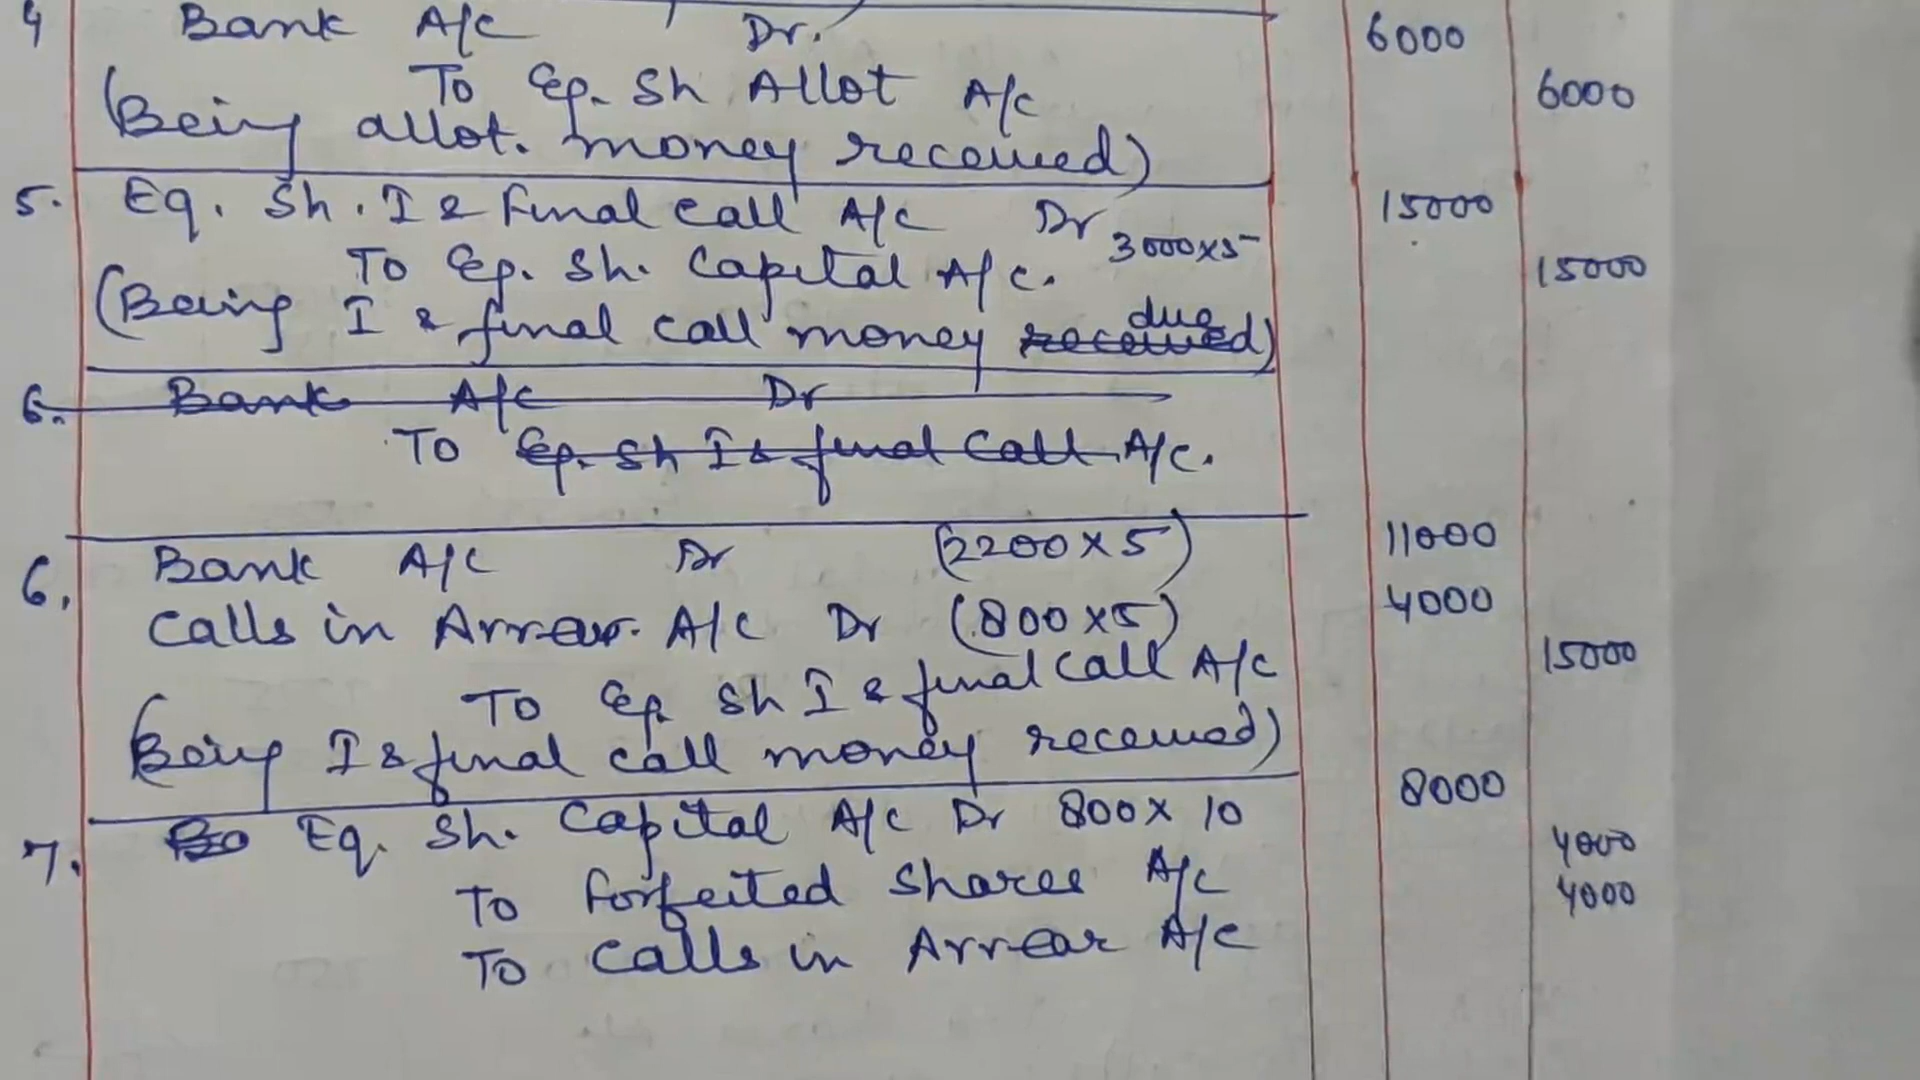 4 Bank A/c Dr. 6000
To Eq. Sh Allot A/c 6000
(Being allot. money received)
5. Eq. Sh. I & Final Call A/c Dr 15000
3000x5
To Eq. Sh. Capital A/c. 15000
(Being I & final call money received due)
6. Bank A/c Dr
To Eq. Sh I & final Call A/c.
6. Bank A/c Dr (2200x5) 11000
Calls in Arrear. A/c Dr (800x5) 4000
To Eq. Sh I & final call A/c 15000
(Being I & final call money received)
7. Eq. Sh. Capital A/c Dr 800x10 8000
To forfeited shares A/c 4000
To Calls in Arrear A/c 4000